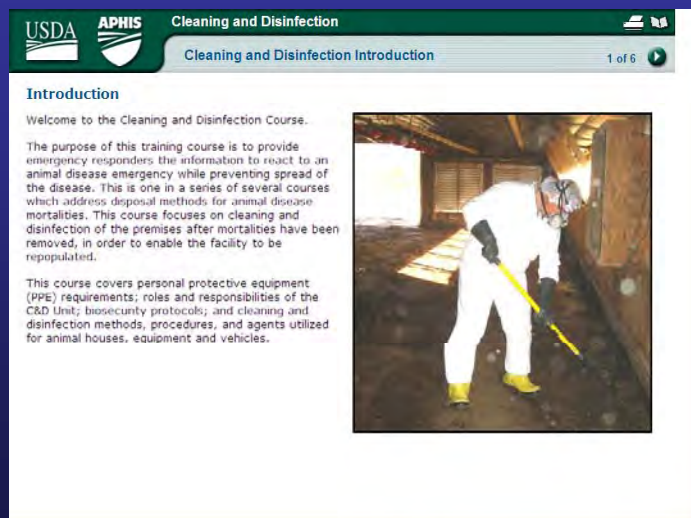 USDA
APHIS
Cleaning and Disinfection
Cleaning and Disinfection Introduction
1 of 6
Introduction
Welcome to the Cleaning and Disinfection Course.
The purpose of this training course is to provide
emergency responders the information to react to an
animal disease emergency while preventing spread of
the disease. This is one in a series of several courses
which address disposal methods for animal disease
mortalities. This course focuses on cleaning and
disinfection of the premises after mortalities have been
removed, in order to enable the facility to be
repopulated.
This course covers personal protective equipment
(PPE) requirements; roles and responsibilities of the
C&D Unit; biosecurity protocols; and cleaning and
disinfection methods, procedures, and agents utilized
for animal houses, equipment and vehicles.